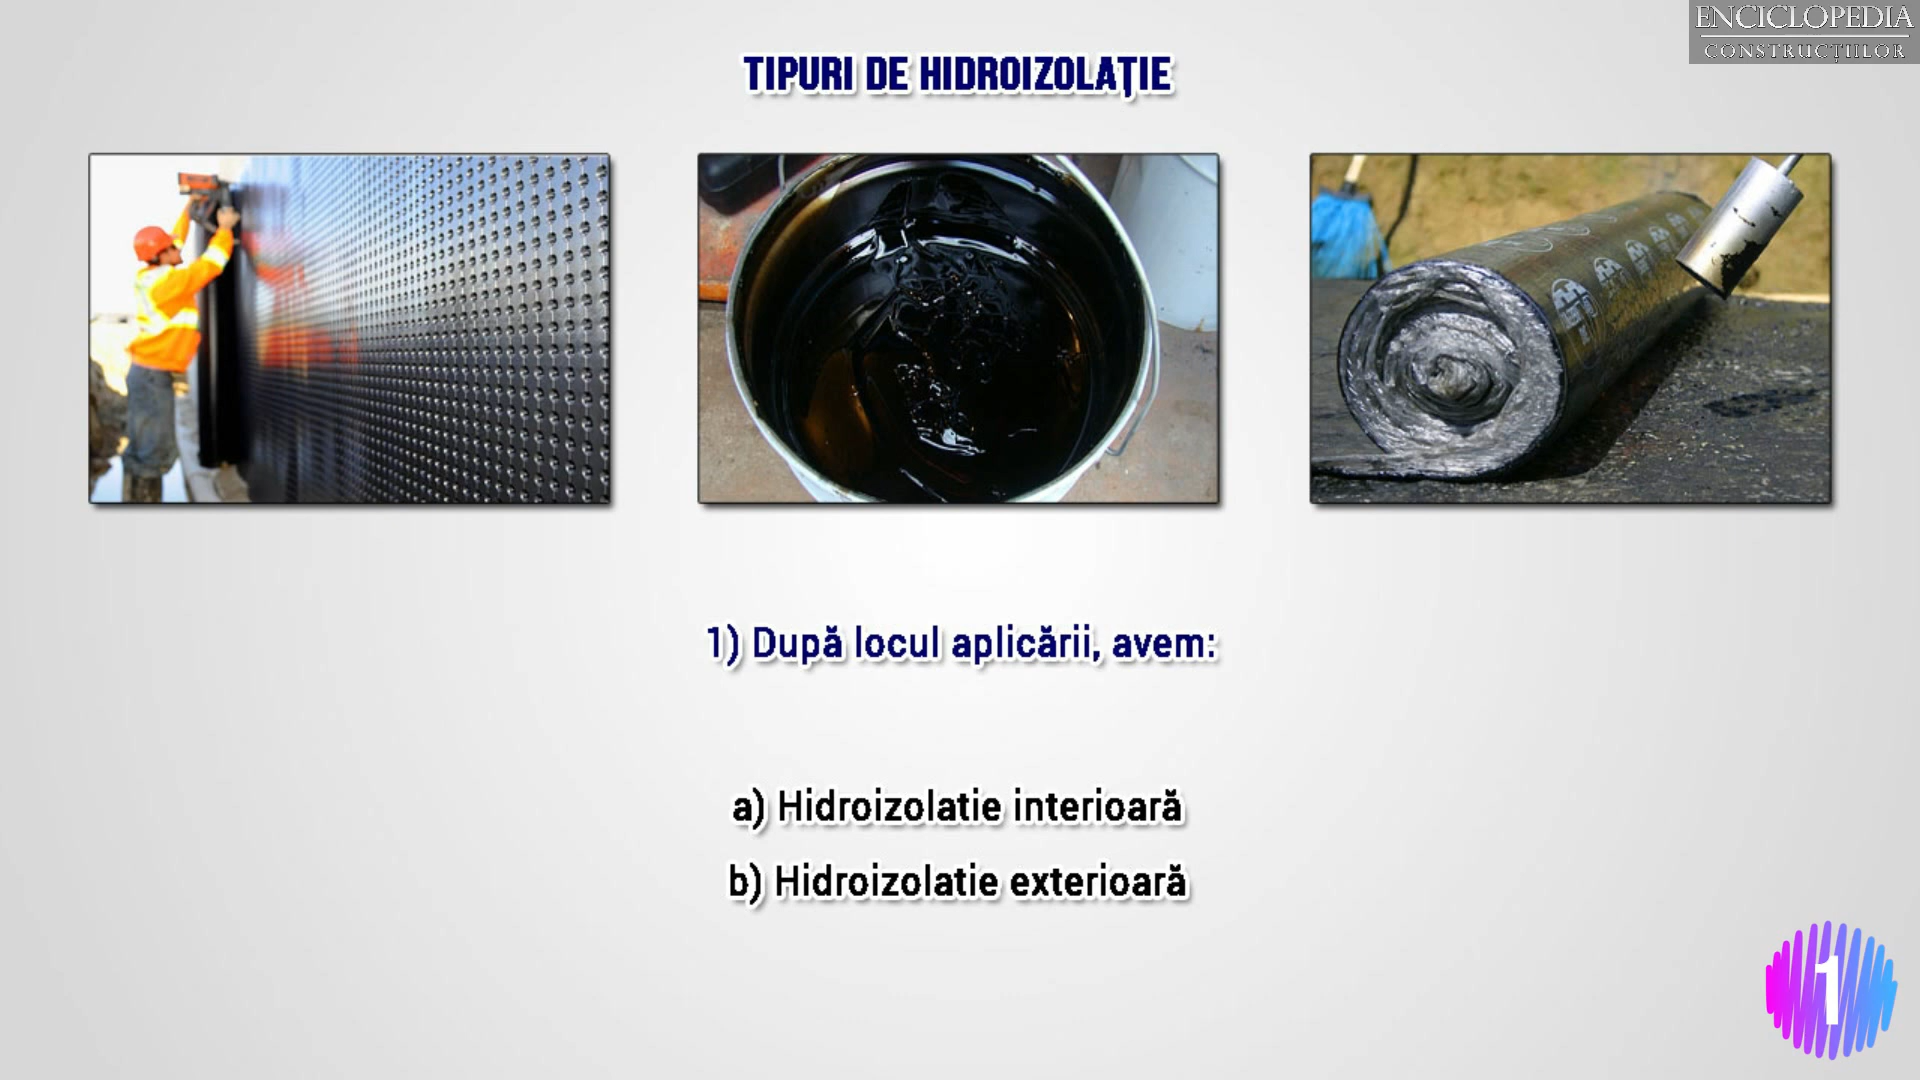 ENCICLOPEDIA
CONSTRUCȚIILOR
TIPURI DE HIDROIZOLAȚIE
1) După locul aplicării, avem:
a) Hidroizolatie interioară
b) Hidroizolatie exterioară
1